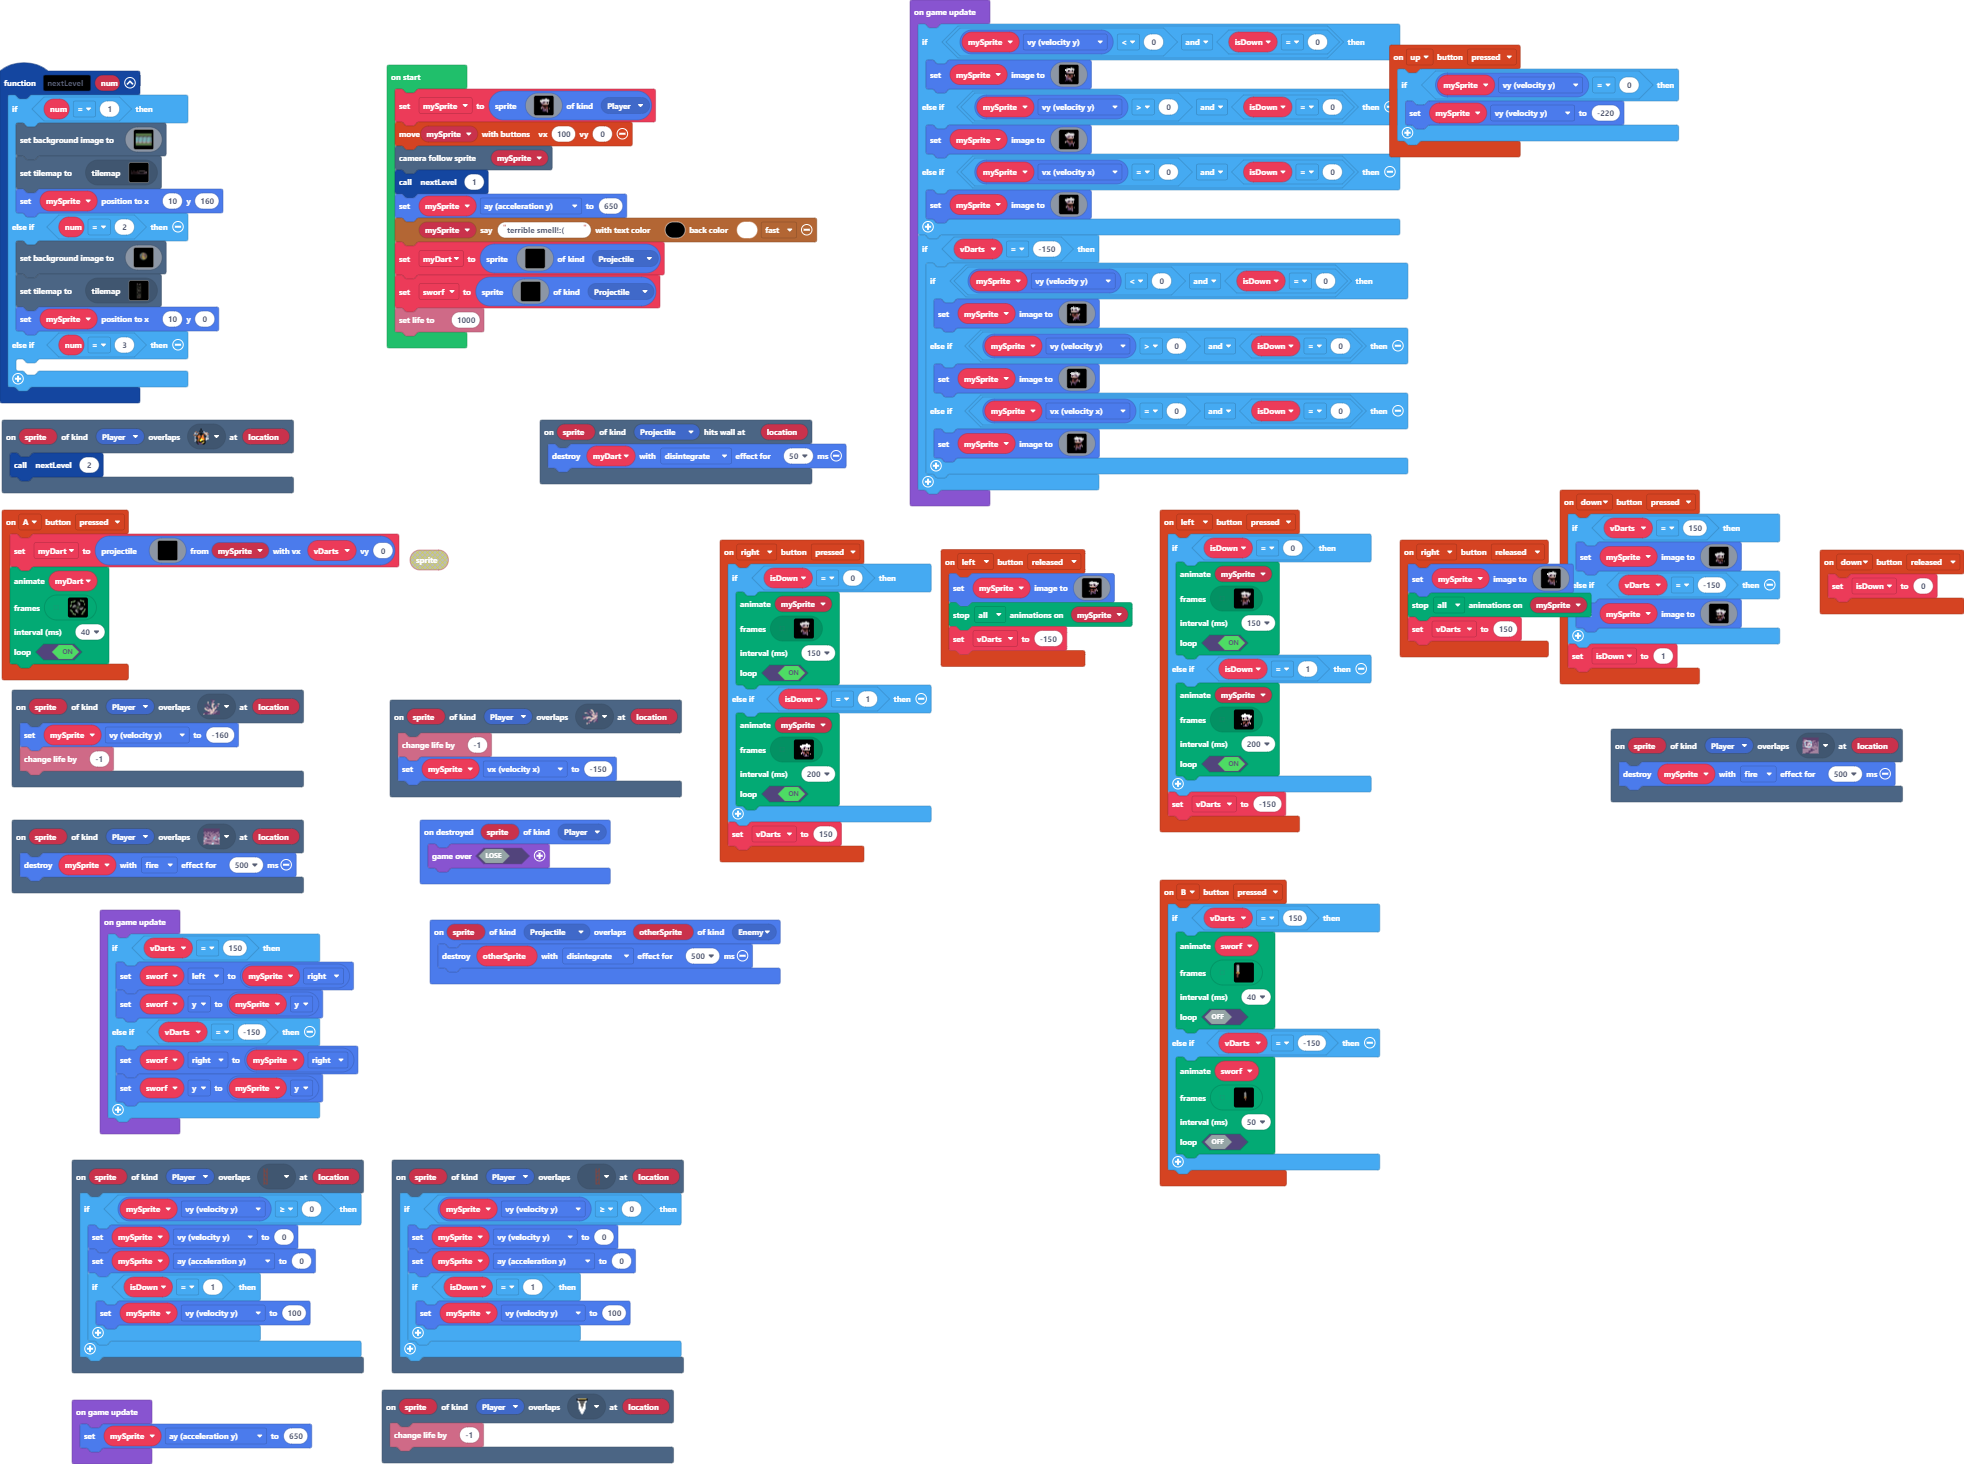 function nextLevel num
if num = 1 then
set background image to
set tilemap to tilemap
set mySprite position to x 10 y 160
else if num = 2 then
set background image to
set tilemap to tilemap
set mySprite position to x 10 y 0
else if num = 3 then
on start
set mySprite to sprite of kind Player
move mySprite with buttons vx 100 vy 0
camera follow sprite mySprite
call nextLevel 1
set mySprite ay (acceleration y) to 650
mySprite say "terrible smell!:(" with text color back color fast
set myDart to sprite of kind Projectile
set sworf to sprite of kind Projectile
set life to 1000
on game update
if mySprite vy (velocity y) < 0 and isDown = 0 then
set mySprite image to
else if mySprite vy (velocity y) > 0 and isDown = 0
set mySprite image to
else if mySprite vx (velocity x) = 0 and isDown = 0 then
set mySprite image to
if vDarts = -150 then
if mySprite vy (velocity y) < 0 and isDown = 0 then
set mySprite image to
else if mySprite vy (velocity y) > 0 and isDown = 0 then
set mySprite image to
else if mySprite vx (velocity x) = 0 and isDown = 0 then
set mySprite image to
on up button pressed
if mySprite vy (velocity y) = 0 then
set mySprite vy (velocity y) to -220
on sprite of kind Player overlaps at location
call nextLevel 2
on sprite of kind Projectile hits wall at location
destroy myDart with disintegrate effect for 50 ms
on A button pressed
set myDart to projectile from mySprite with vx vDarts vy 0
animate myDart
frames
interval (ms) 40
loop ON
sprite
on right button pressed
if isDown = 0 then
animate mySprite
frames
interval (ms) 150
loop ON
else if isDown = 1 then
animate mySprite
frames
interval (ms) 200
loop ON
set vDarts to 150
on left button released
set mySprite image to
stop all animations on mySprite
set vDarts to -150
on left button pressed
if isDown = 0 then
animate mySprite
frames
interval (ms) 150
loop ON
else if isDown = 1 then
animate mySprite
frames
interval (ms) 200
loop ON
set vDarts to -150
on right button released
set mySprite image to
stop all animations on mySprite
set vDarts to 150
on down button pressed
if vDarts = 150 then
set mySprite image to
else if vDarts = -150 then
mySprite image to
set isDown to 1
on down button released
set isDown to 0
on sprite of kind Player overlaps at location
set mySprite vy (velocity y) to -160
change life by -1
on sprite of kind Player overlaps at location
change life by -1
set mySprite vx (velocity x) to -150
on sprite of kind Player overlaps at location
destroy mySprite with fire effect for 500 ms
on sprite of kind Player overlaps at location
destroy mySprite with fire effect for 500 ms
on destroyed sprite of kind Player
game over LOSE
on game update
if vDarts = 150 then
set sworf left to mySprite right
set sworf y to mySprite y
else if vDarts = -150 then
set sworf right to mySprite right
set sworf y to mySprite y
on sprite of kind Projectile overlaps otherSprite of kind Enemy
destroy otherSprite with disintegrate effect for 500 ms
on B button pressed
if vDarts = 150 then
animate sworf
frames
interval (ms) 40
loop OFF
else if vDarts = -150 then
animate sworf
frames
interval (ms) 50
loop OFF
on sprite of kind Player overlaps at location
if mySprite vy (velocity y) ≥ 0 then
set mySprite vy (velocity y) to 0
set mySprite ay (acceleration y) to 0
if isDown = 1 then
set mySprite vy (velocity y) to 100
on sprite of kind Player overlaps at location
if mySprite vy (velocity y) ≥ 0 then
set mySprite vy (velocity y) to 0
set mySprite ay (acceleration y) to 0
if isDown = 1 then
set mySprite vy (velocity y) to 100
on game update
set mySprite ay (acceleration y) to 650
on sprite of kind Player overlaps at location
change life by -1